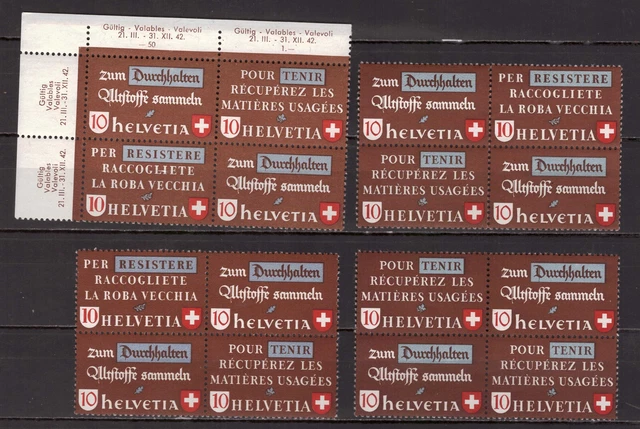 Gültig - Valables - Valevoli
21. III. - 31. XII. 42.
— 50
Gültig - Valables - Valevoli
21. III. - 31. XII. 42.
1.—
Gültig
Valables
Valevoli
21. III. - 31. XII. 42.
Gültig
Valables
Valevoli
21. III. - 31. XII. 42.
zum Durchhalten
Altstoffe sammeln
10 HELVETIA
POUR TENIR
RÉCUPÉREZ LES
MATIÈRES USAGÉES
10 HELVETIA
PER RESISTERE
RACCOGLIETE
LA ROBA VECCHIA
10 HELVETIA
zum Durchhalten
Altstoffe sammeln
10 HELVETIA
zum Durchhalten
Altstoffe sammeln
10 HELVETIA
PER RESISTERE
RACCOGLIETE
LA ROBA VECCHIA
10 HELVETIA
POUR TENIR
RÉCUPÉREZ LES
MATIÈRES USAGÉES
10 HELVETIA
zum Durchhalten
Altstoffe sammeln
10 HELVETIA
PER RESISTERE
RACCOGLIETE
LA ROBA VECCHIA
10 HELVETIA
zum Durchhalten
Altstoffe sammeln
10 HELVETIA
zum Durchhalten
Altstoffe sammeln
10 HELVETIA
POUR TENIR
RÉCUPÉREZ LES
MATIÈRES USAGÉES
10 HELVETIA
POUR TENIR
RÉCUPÉREZ LES
MATIÈRES USAGÉES
10 HELVETIA
zum Durchhalten
Altstoffe sammeln
10 HELVETIA
zum Durchhalten
Altstoffe sammeln
10 HELVETIA
POUR TENIR
RÉCUPÉREZ LES
MATIÈRES USAGÉES
10 HELVETIA